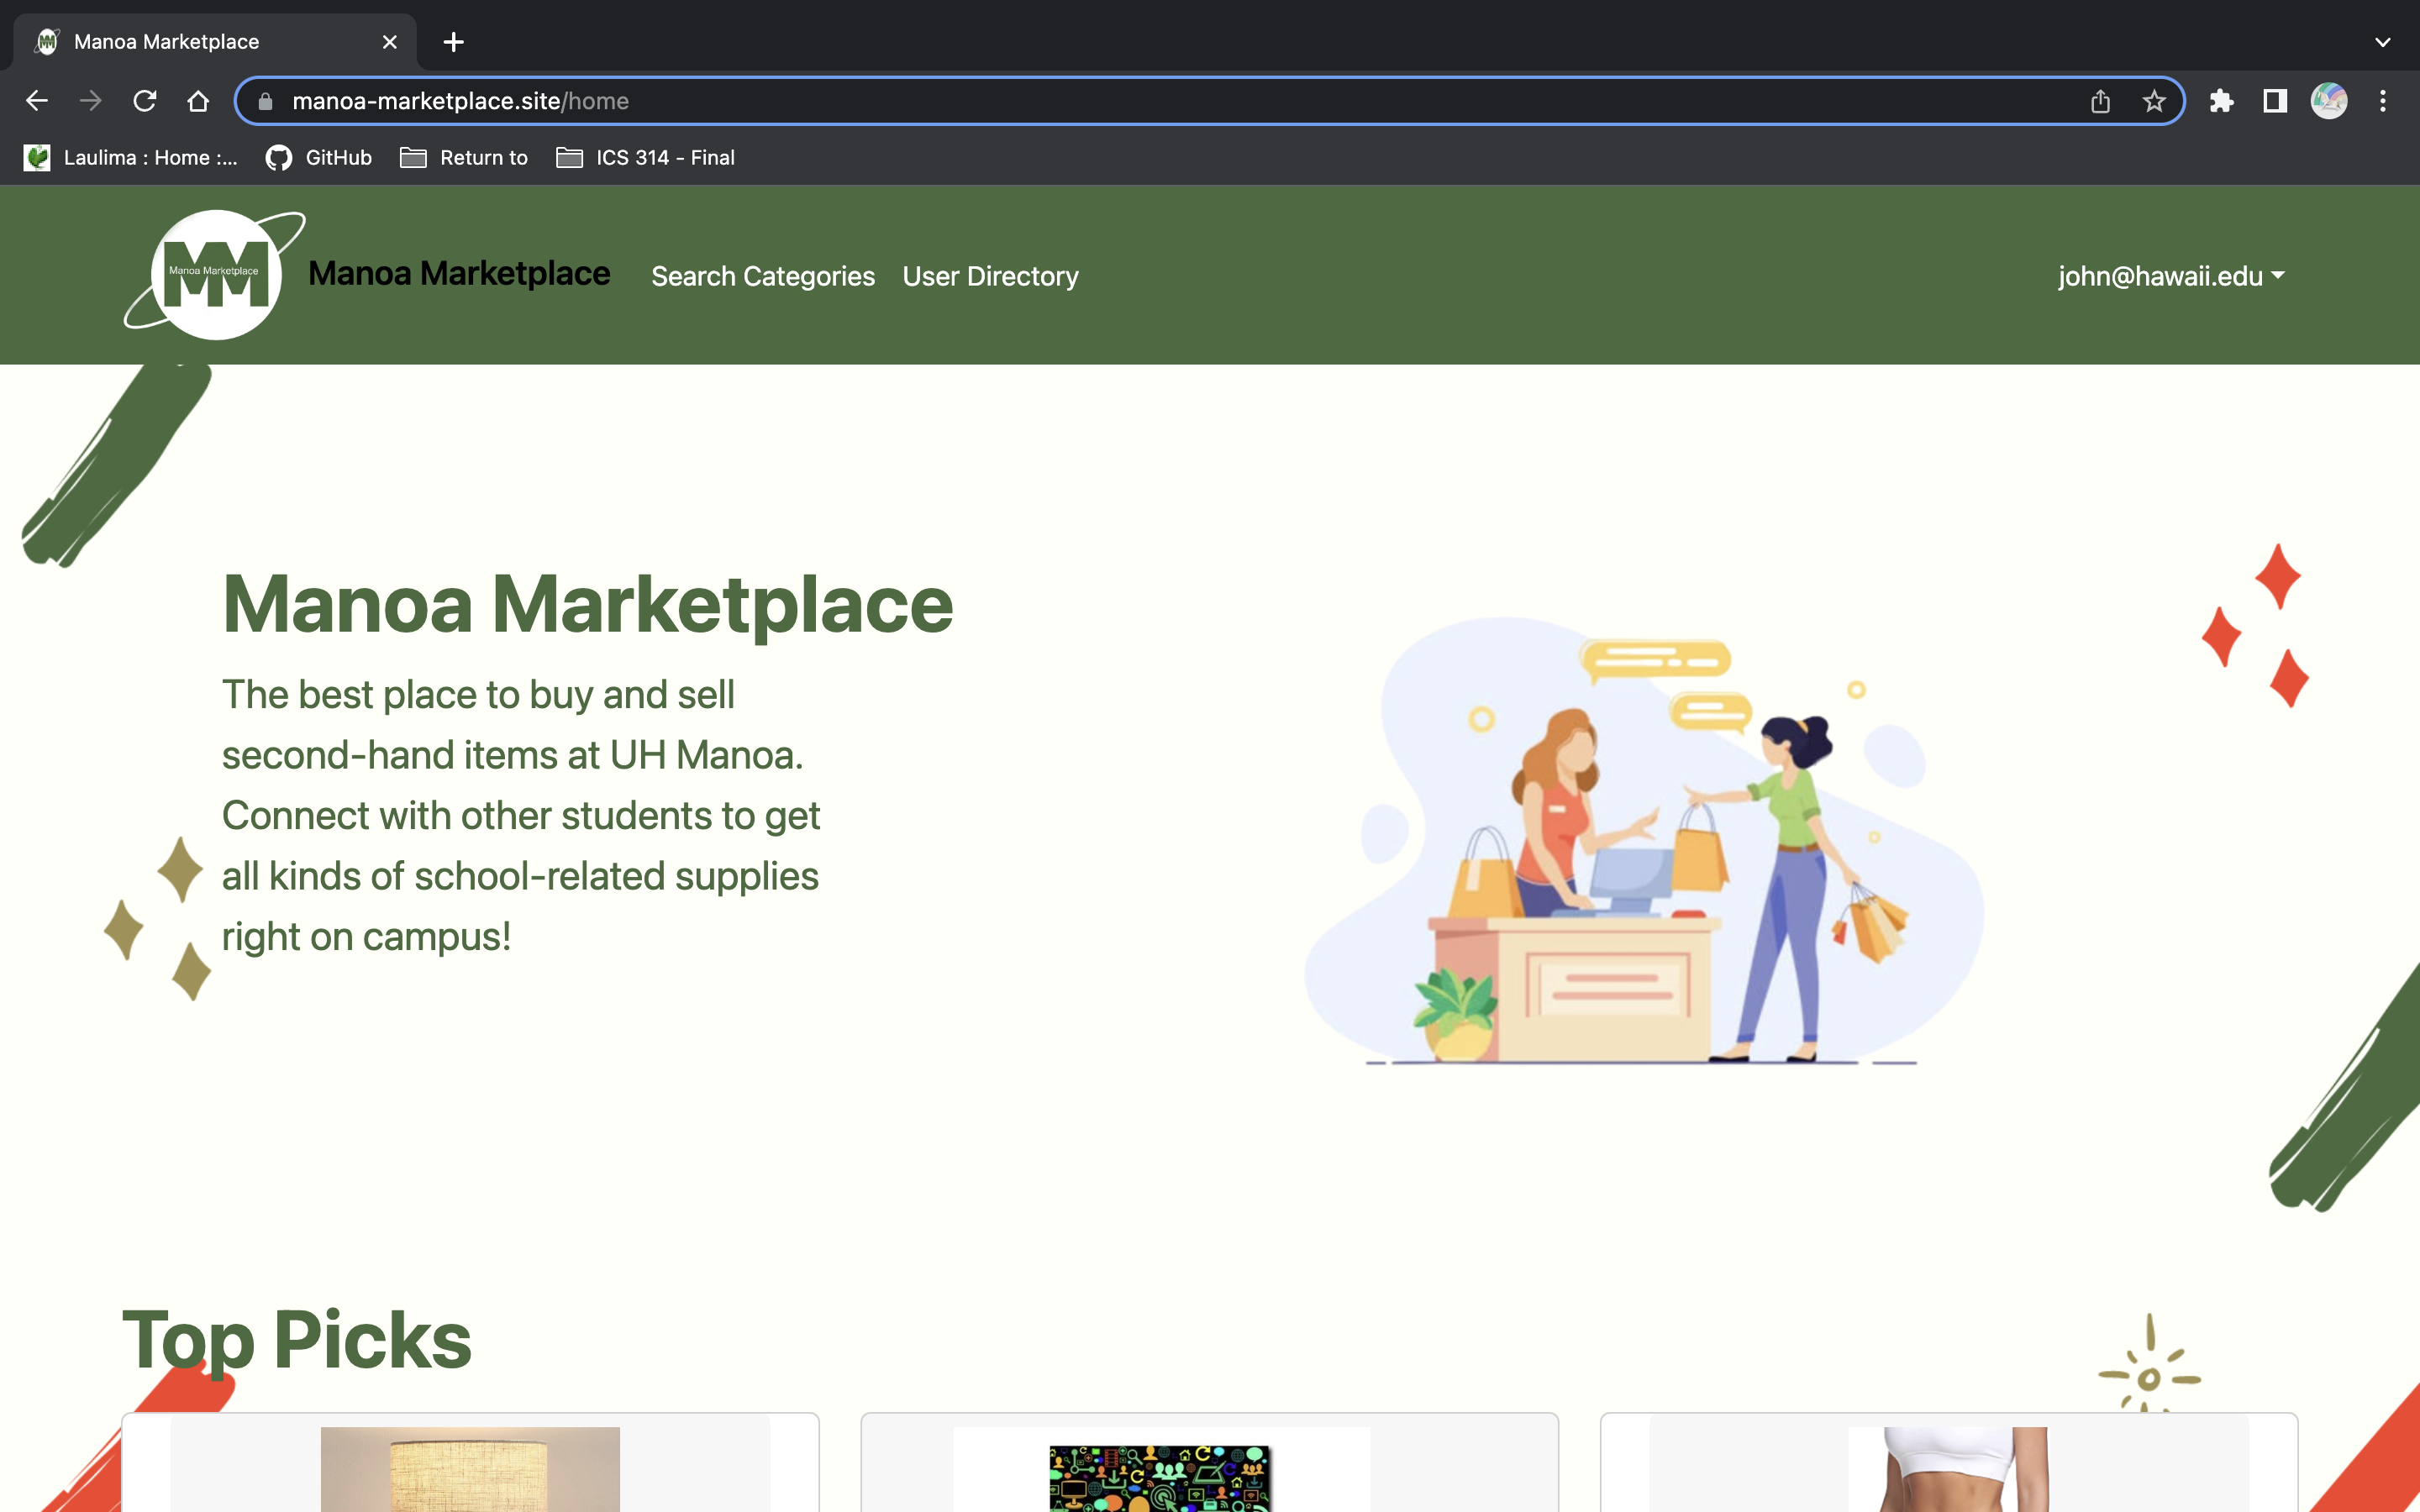 Manoa Marketplace
manoa-marketplace.site/home
Laulima : Home :... GitHub Return to ICS 314 - Final
Manoa Marketplace
Manoa Marketplace Search Categories User Directory john@hawaii.edu
Manoa Marketplace
The best place to buy and sell
second-hand items at UH Manoa.
Connect with other students to get
all kinds of school-related supplies
right on campus!
Top Picks